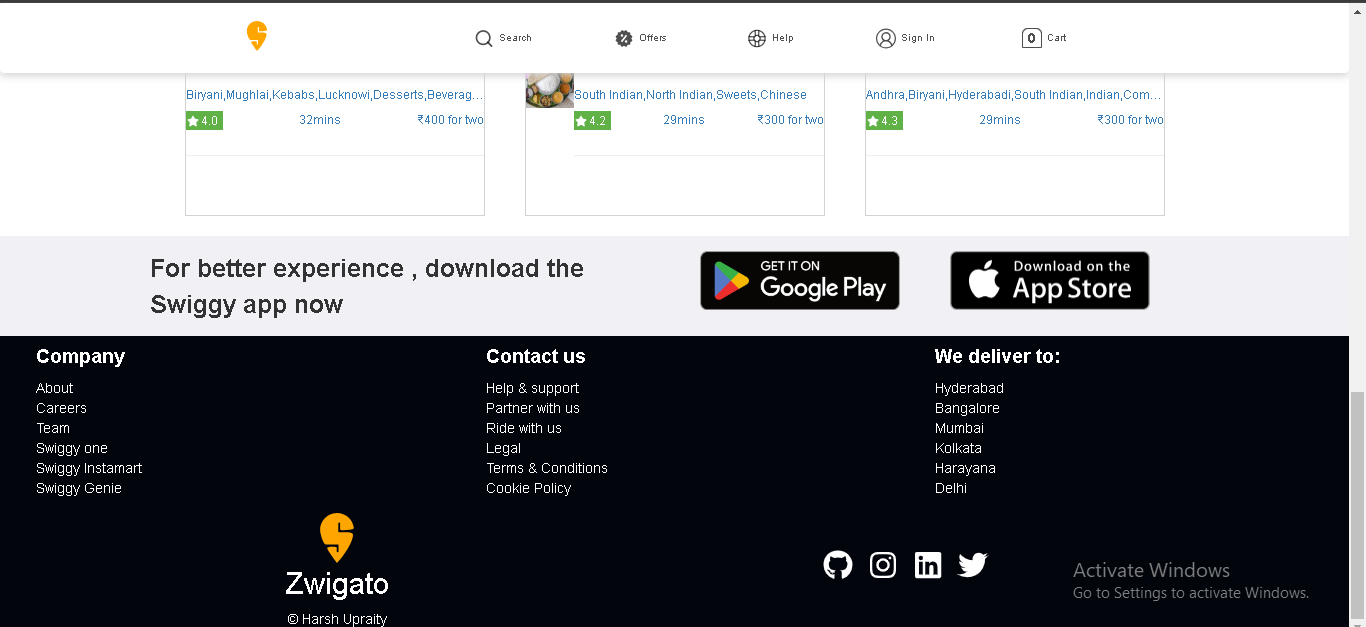 Search
Offers
Help
Sign In
0 Cart
Biryani,Mughlai,Kebabs,Lucknowi,Desserts,Beverag...
4.0 32mins ₹400 for two
South Indian,North Indian,Sweets,Chinese
4.2 29mins ₹300 for two
Andhra,Biryani,Hyderabadi,South Indian,Indian,Com...
4.3 29mins ₹300 for two
For better experience , download the
Swiggy app now
GET IT ON
Google Play
Download on the
App Store
Company
About
Careers
Team
Swiggy one
Swiggy Instamart
Swiggy Genie
Contact us
Help & support
Partner with us
Ride with us
Legal
Terms & Conditions
Cookie Policy
We deliver to:
Hyderabad
Bangalore
Mumbai
Kolkata
Harayana
Delhi
Zwigato
© Harsh Upraity
in
Activate Windows
Go to Settings to activate Windows.